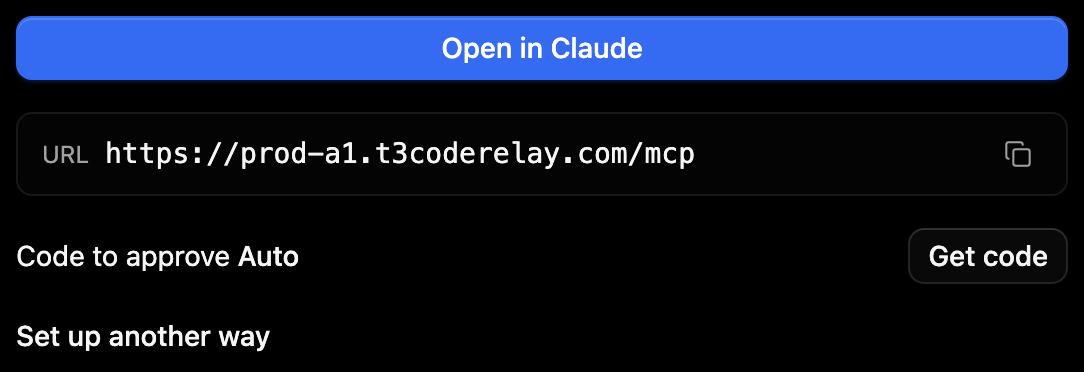 Open in Claude
URL https://prod-a1.t3coderelay.com/mcp
Code to approve Auto
Get code
Set up another way